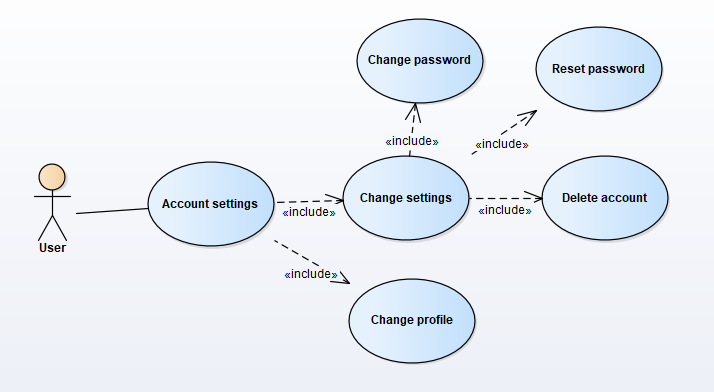 Change password
Reset password
«include»
«include»
Account settings
«include»
Change settings
«include»
Delete account
User
«include»
Change profile